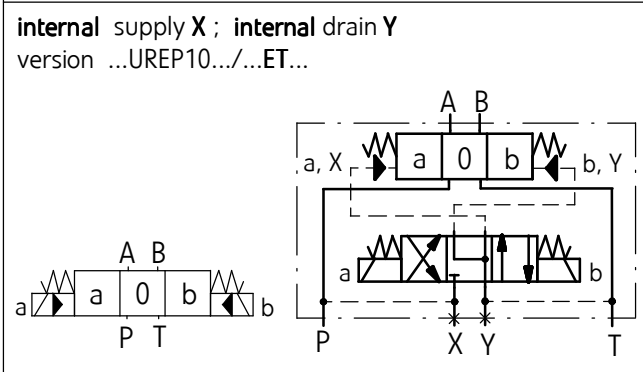 internal supply X ; internal drain Y
version ...UREP10.../...ET...
A B
a, X a 0 b b, Y
A B
a b
a a 0 b b
P T
P X Y T